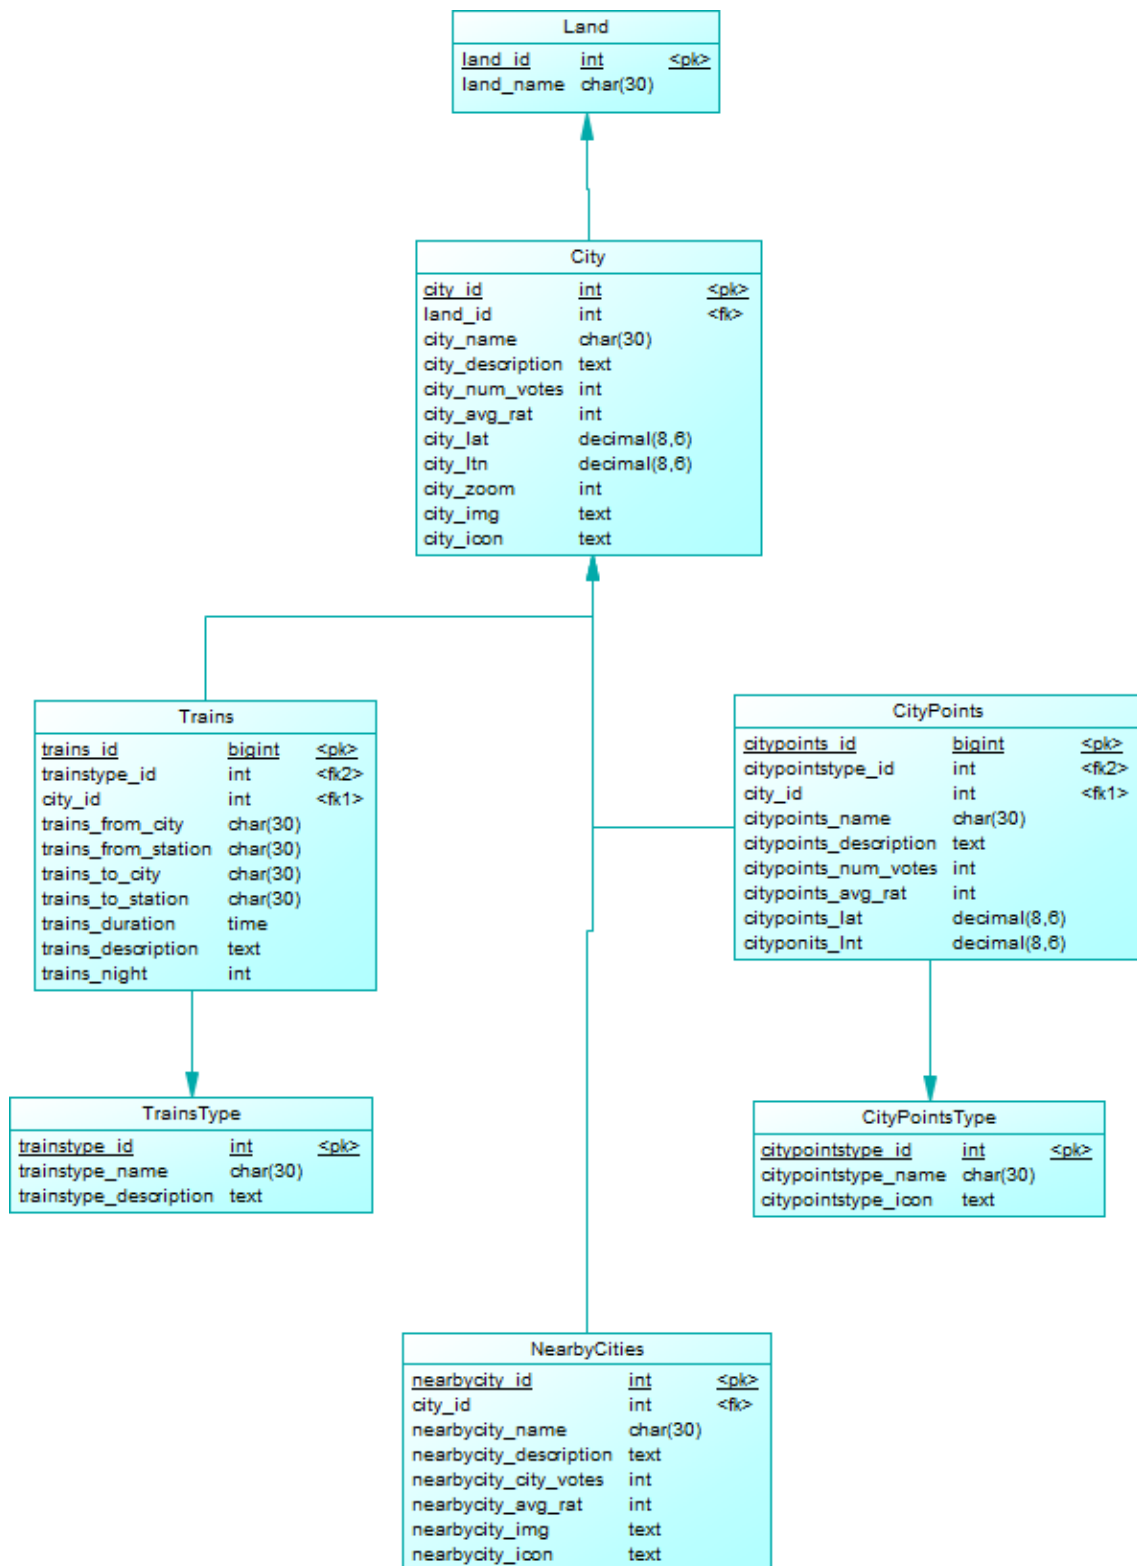 Land
land_id int <pk>
land_name char(30)
City
city_id int <pk>
land_id int <fk>
city_name char(30)
city_description text
city_num_votes int
city_avg_rat int
city_lat decimal(8,6)
city_ltn decimal(8,6)
city_zoom int
city_img text
city_icon text
Trains
trains_id bigint <pk>
trainstype_id int <fk2>
city_id int <fk1>
trains_from_city char(30)
trains_from_station char(30)
trains_to_city char(30)
trains_to_station char(30)
trains_duration time
trains_description text
trains_night int
CityPoints
citypoints_id bigint <pk>
citypointstype_id int <fk2>
city_id int <fk1>
citypoints_name char(30)
citypoints_description text
citypoints_num_votes int
citypoints_avg_rat int
citypoints_lat decimal(8,6)
cityponits_lnt decimal(8,6)
TrainsType
trainstype_id int <pk>
trainstype_name char(30)
trainstype_description text
CityPointsType
citypointstype_id int <pk>
citypointstype_name char(30)
citypointstype_icon text
NearbyCities
nearbycity_id int <pk>
city_id int <fk>
nearbycity_name char(30)
nearbycity_description text
nearbycity_city_votes int
nearbycity_avg_rat int
nearbycity_img text
nearbycity_icon text